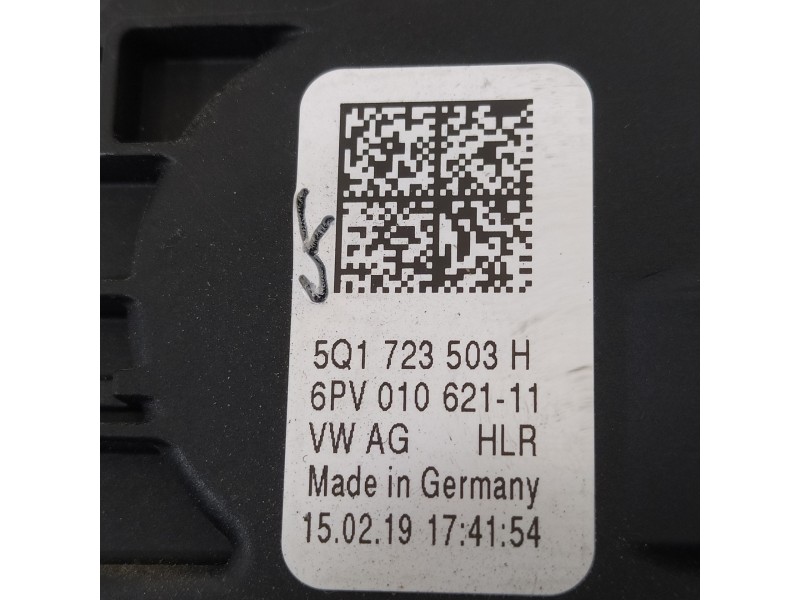 5Q1 723 503 H
6PV 010 621-11
VW AG HLR
Made in Germany
15.02.19 17:41:54